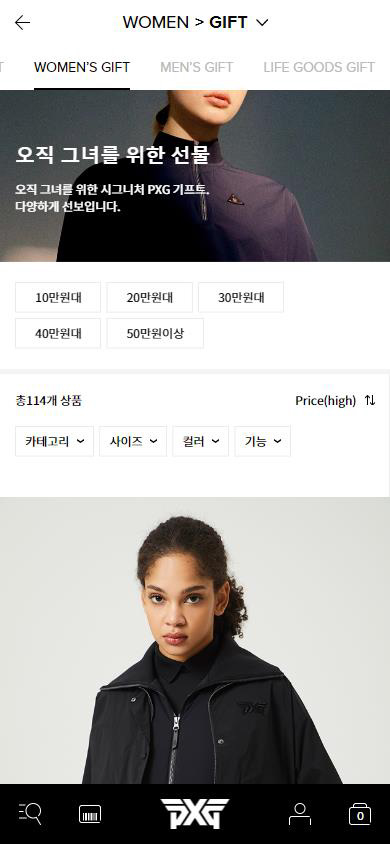 WOMEN > GIFT
T WOMEN'S GIFT MEN'S GIFT LIFE GOODS GIFT
오직 그녀를 위한 선물
오직 그녀를 위한 시그니처 PXG 기프트.
다양하게 선보입니다.
10만원대 20만원대 30만원대
40만원대 50만원이상
총114개 상품 Price(high)
카테고리 사이즈 컬러 기능
PXG
PXG 0